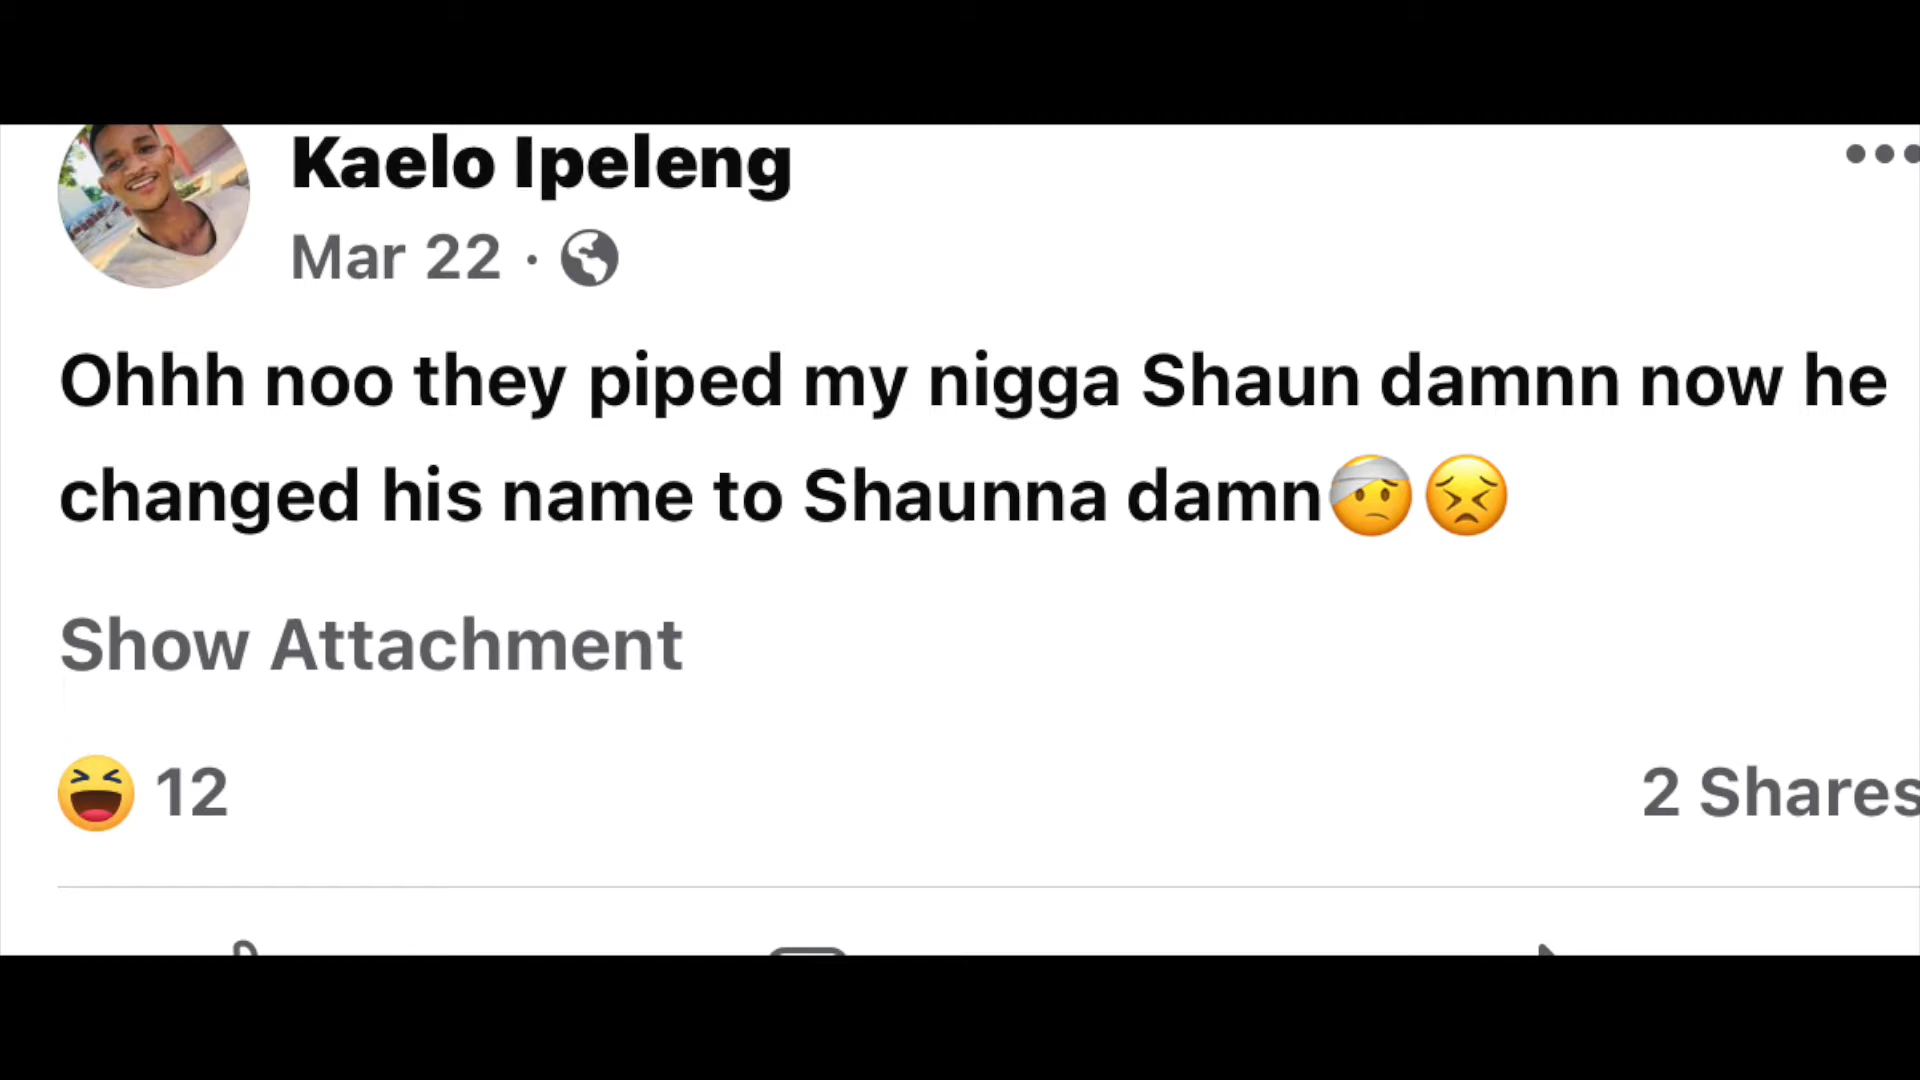 Kaelo Ipeleng
Mar 22 ·
Ohhh noo they piped my nigga Shaun damnn now he
changed his name to Shaunna damn🤕😣
Show Attachment
12
2 Shares